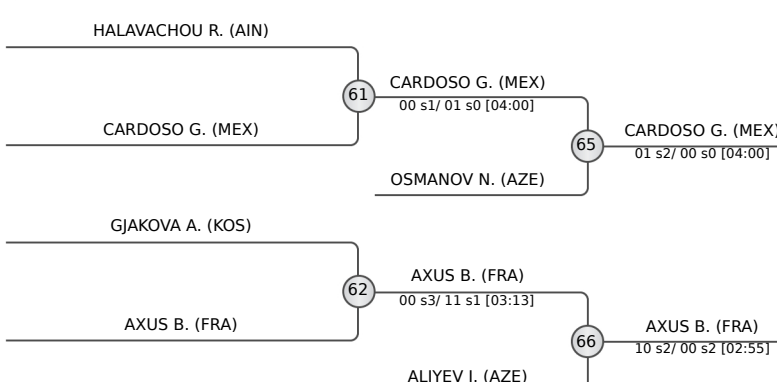 HALAVACHOU R. (AIN)
61
CARDOSO G. (MEX)
00 s1/ 01 s0 [04:00]
CARDOSO G. (MEX)
65
CARDOSO G. (MEX)
01 s2/ 00 s0 [04:00]
OSMANOV N. (AZE)
GJAKOVA A. (KOS)
62
AXUS B. (FRA)
00 s3/ 11 s1 [03:13]
AXUS B. (FRA)
66
AXUS B. (FRA)
10 s2/ 00 s2 [02:55]
ALIYEV I. (AZE)